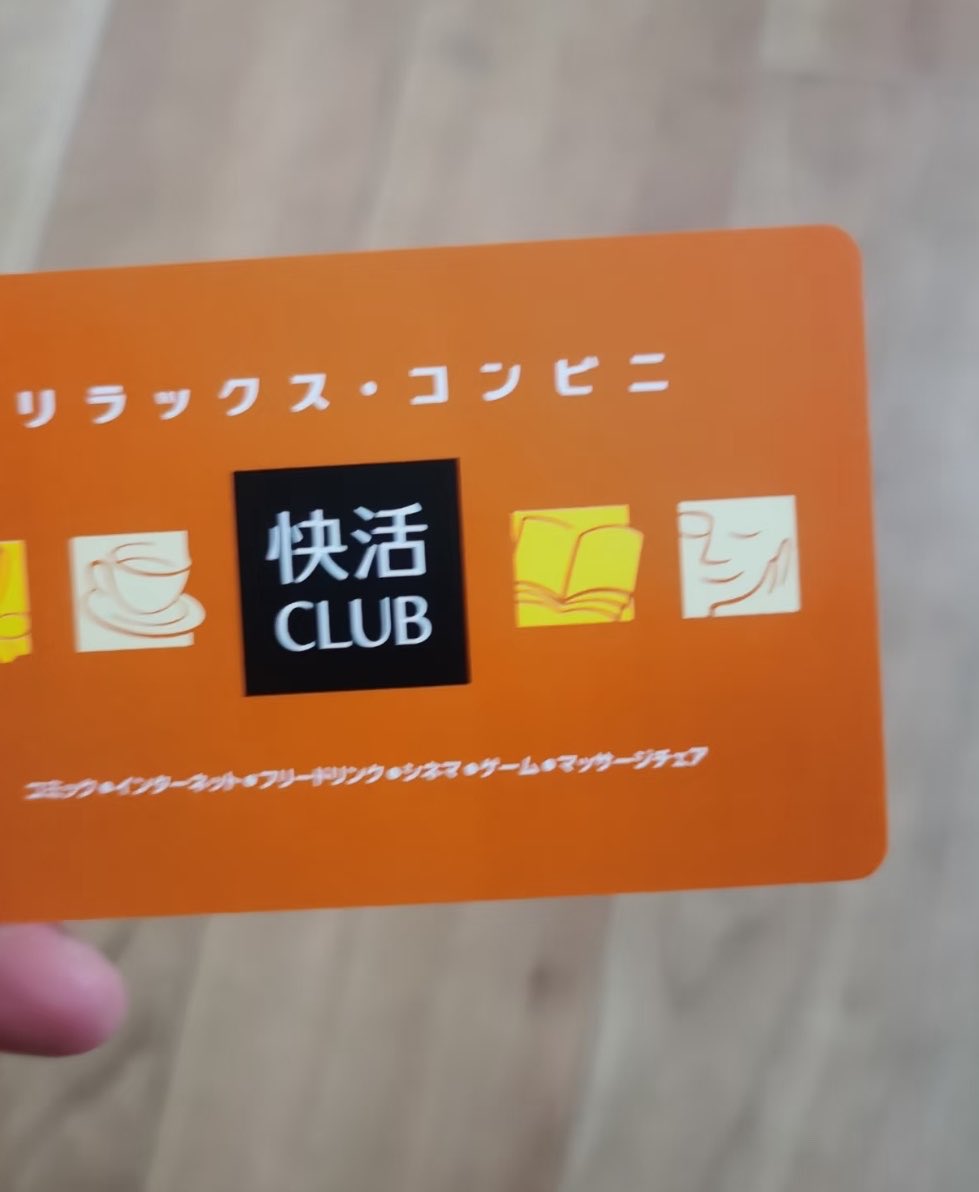 リラックス・コンビニ
快活
CLUB
コミック●インターネット●フリードリンク●シネマ●ゲーム●マッサージチェア